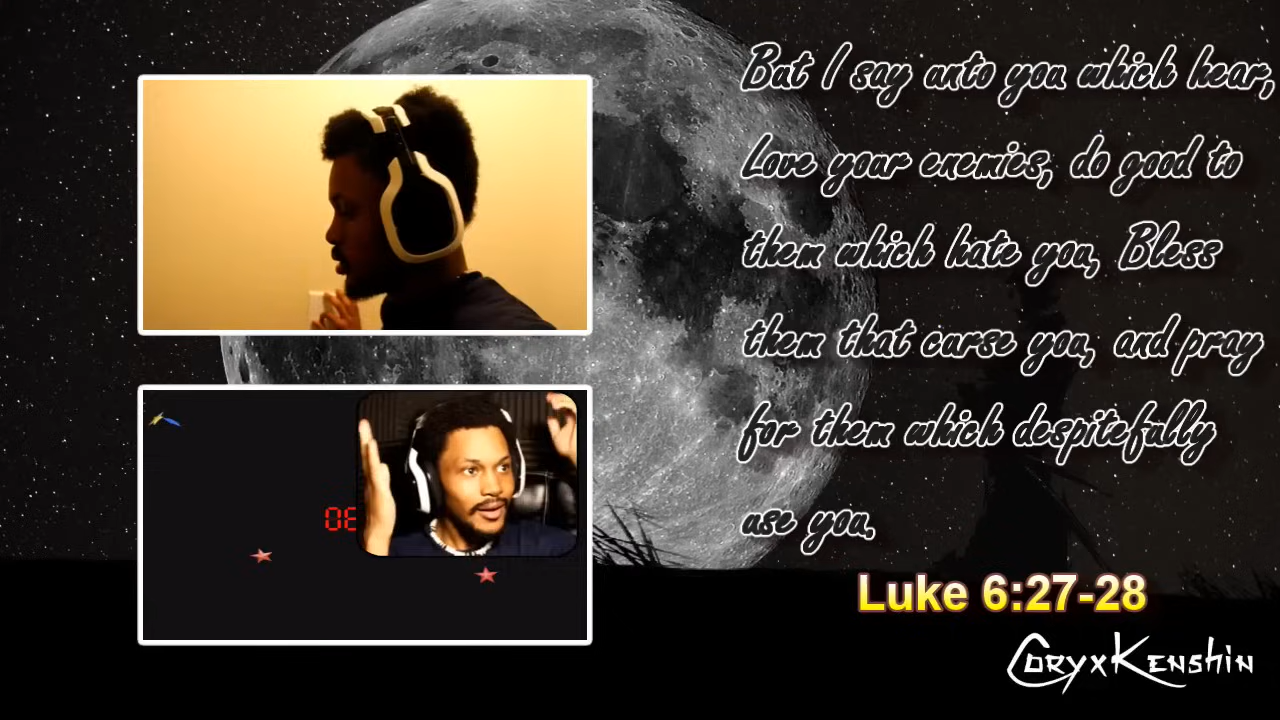 But I say unto you which hear,
Love your enemies, do good to
them which hate you, Bless
them that curse you, and pray
for them which despitefully
use you.
Luke 6:27-28
CoryxKenshin